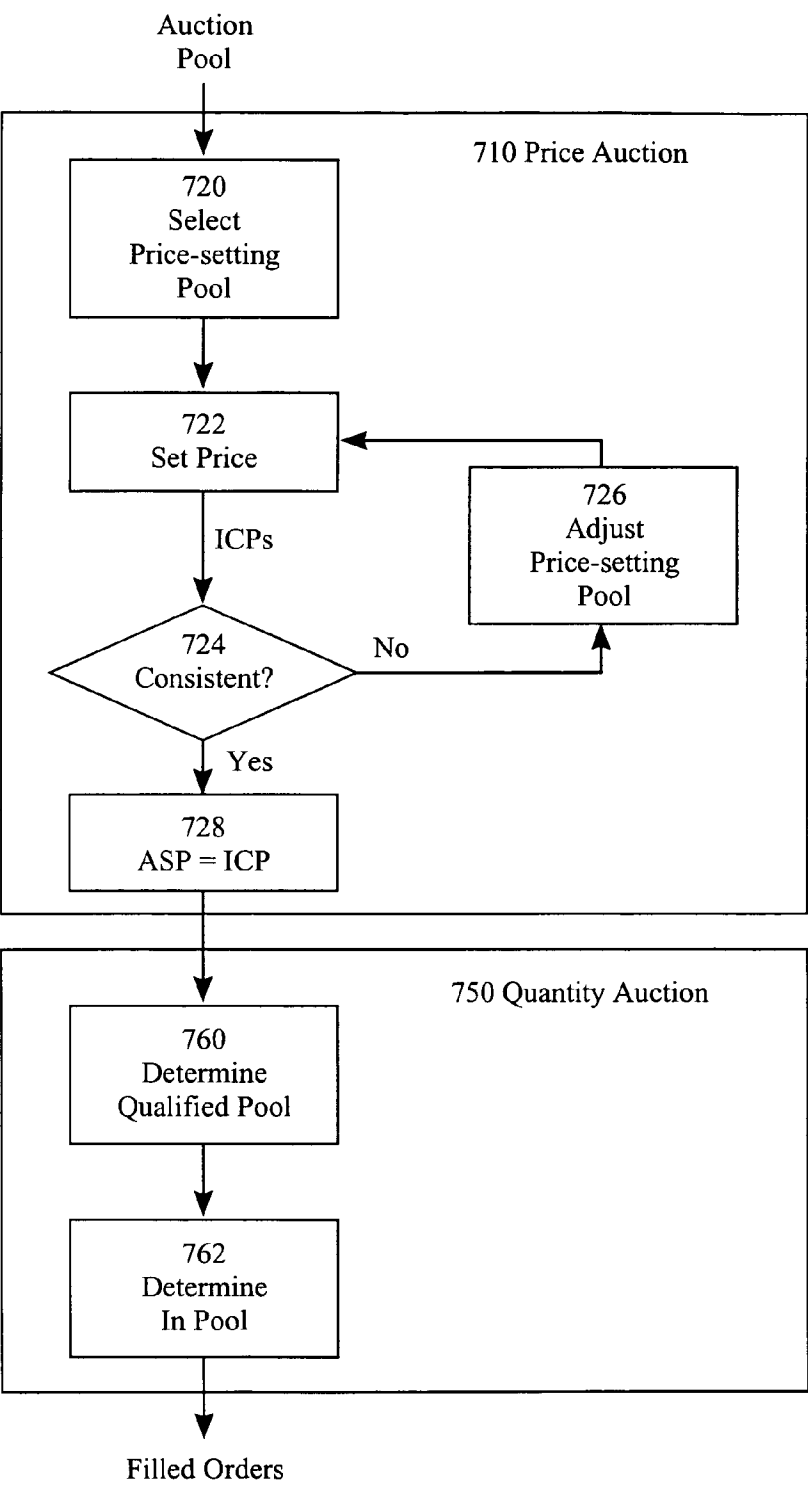 Auction
Pool
710 Price Auction
720
Select
Price-setting
Pool
722
Set Price
726
Adjust
Price-setting
Pool
ICPs
724
Consistent?
No
Yes
728
ASP = ICP
750 Quantity Auction
760
Determine
Qualified Pool
762
Determine
In Pool
Filled Orders